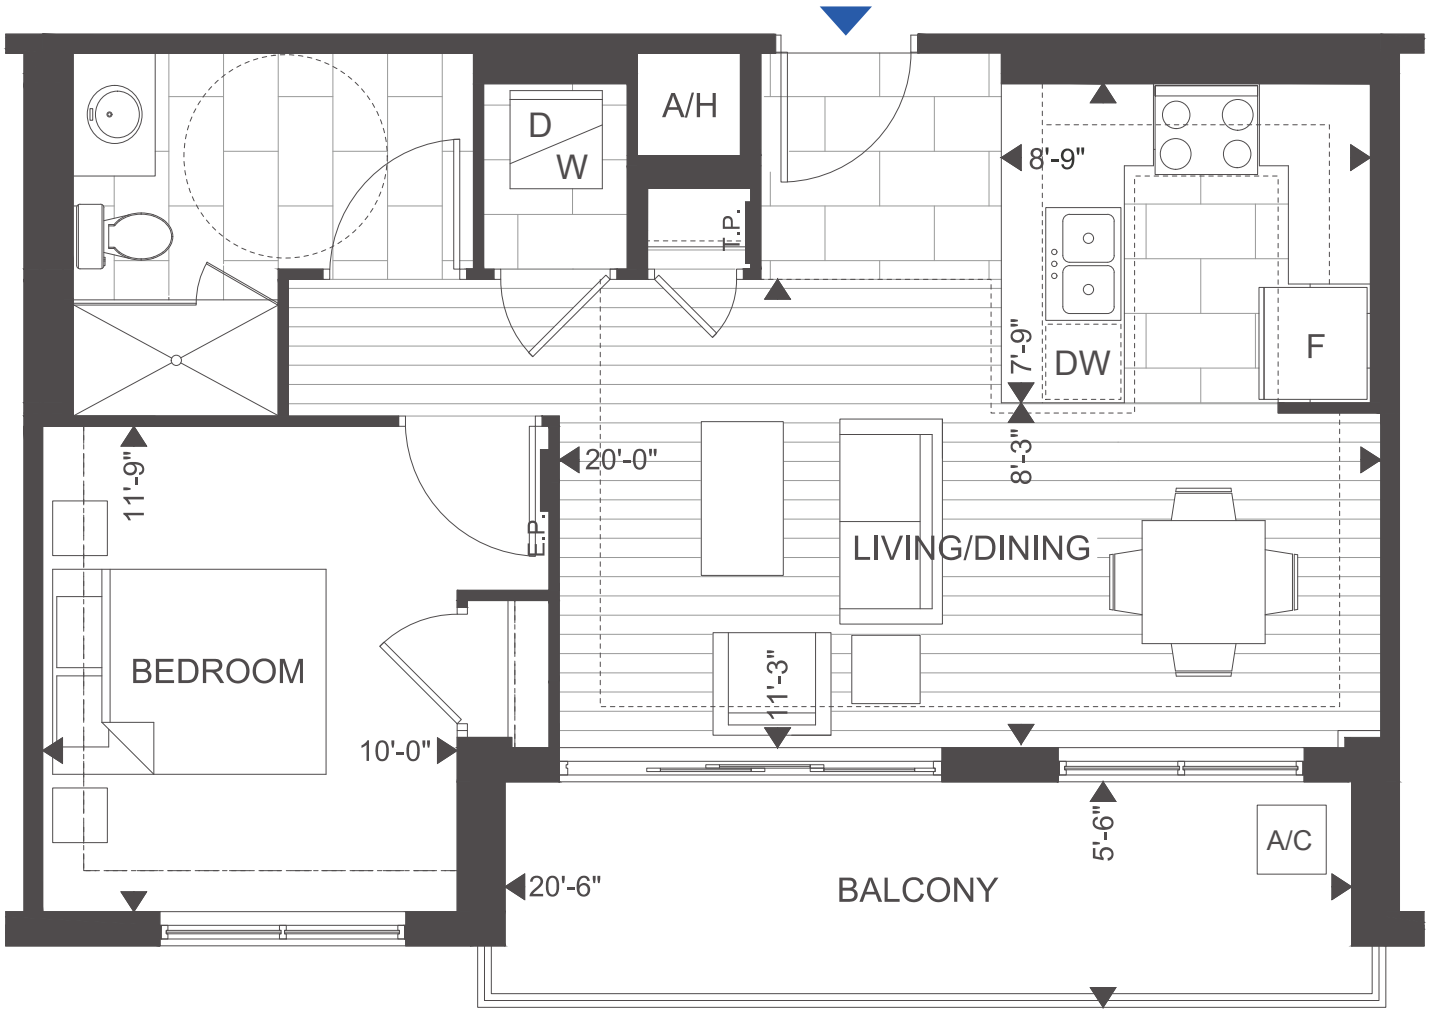 D
W
A/H
T.P.
8'-9"
7'-9"
DW
F
11'-9"
20'-0"
8'-3"
E.P.
LIVING/DINING
BEDROOM
11'-3"
10'-0"
5'-6"
A/C
20'-6"
BALCONY